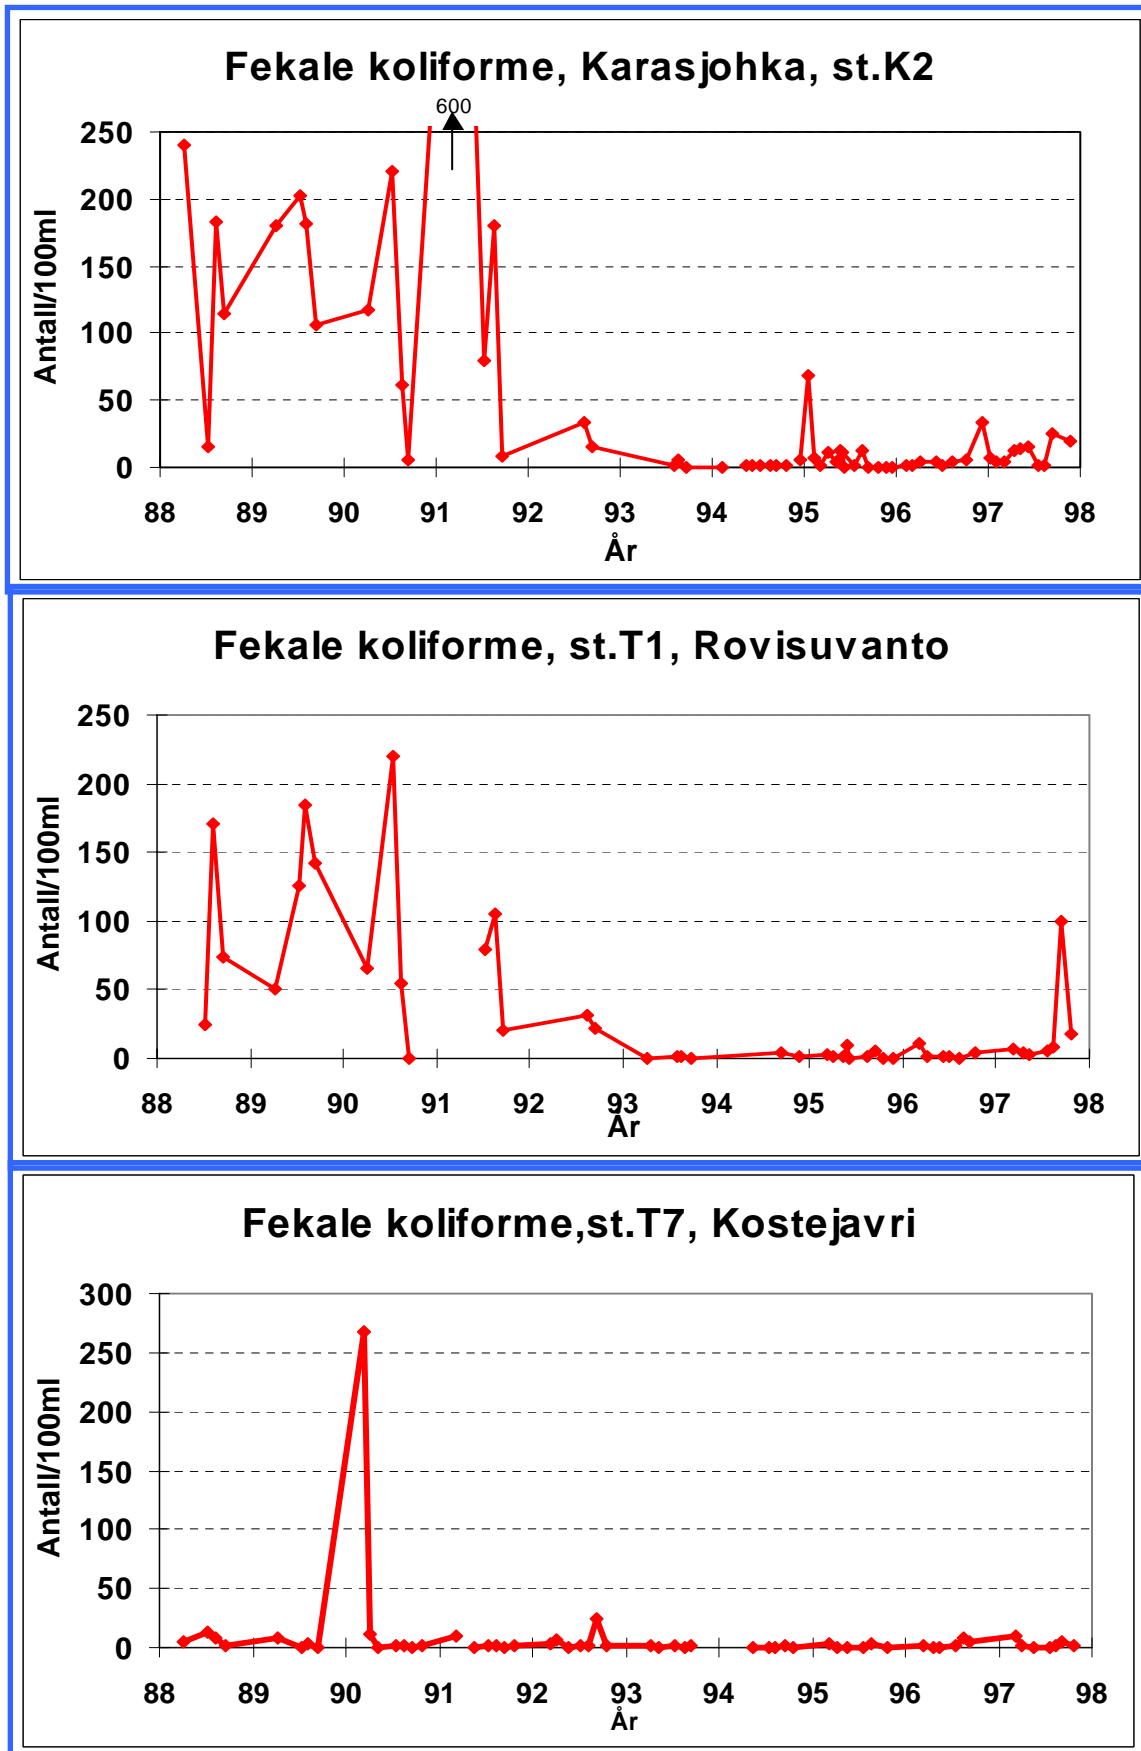 Fekale koliforme, Karasjohka, st.K2
600
250
200
150
100
50
0
Antall/100ml
88 89 90 91 92 93 94 95 96 97 98
År
Fekale koliforme, st.T1, Rovisuvanto
250
200
150
100
50
0
Antall/100ml
88 89 90 91 92 93 94 95 96 97 98
År
Fekale koliforme,st.T7, Kostejavri
300
250
200
150
100
50
0
Antall/100ml
88 89 90 91 92 93 94 95 96 97 98
År